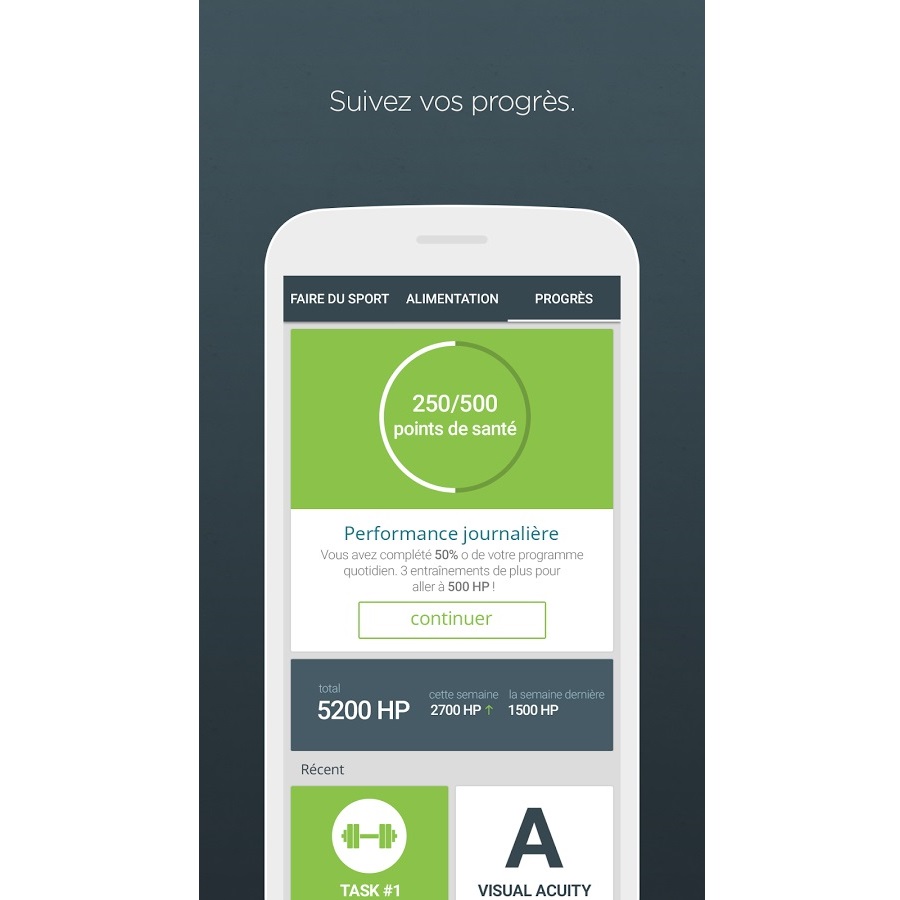 Suivez vos progrès.
FAIRE DU SPORT ALIMENTATION PROGRÈS
250/500
points de santé
Performance journalière
Vous avez complété 50% o de votre programme
quotidien. 3 entraînements de plus pour
aller à 500 HP !
continuer
total cette semaine la semaine dernière
5200 HP 2700 HP ↑ 1500 HP
Récent
A
TASK #1 VISUAL ACUITY